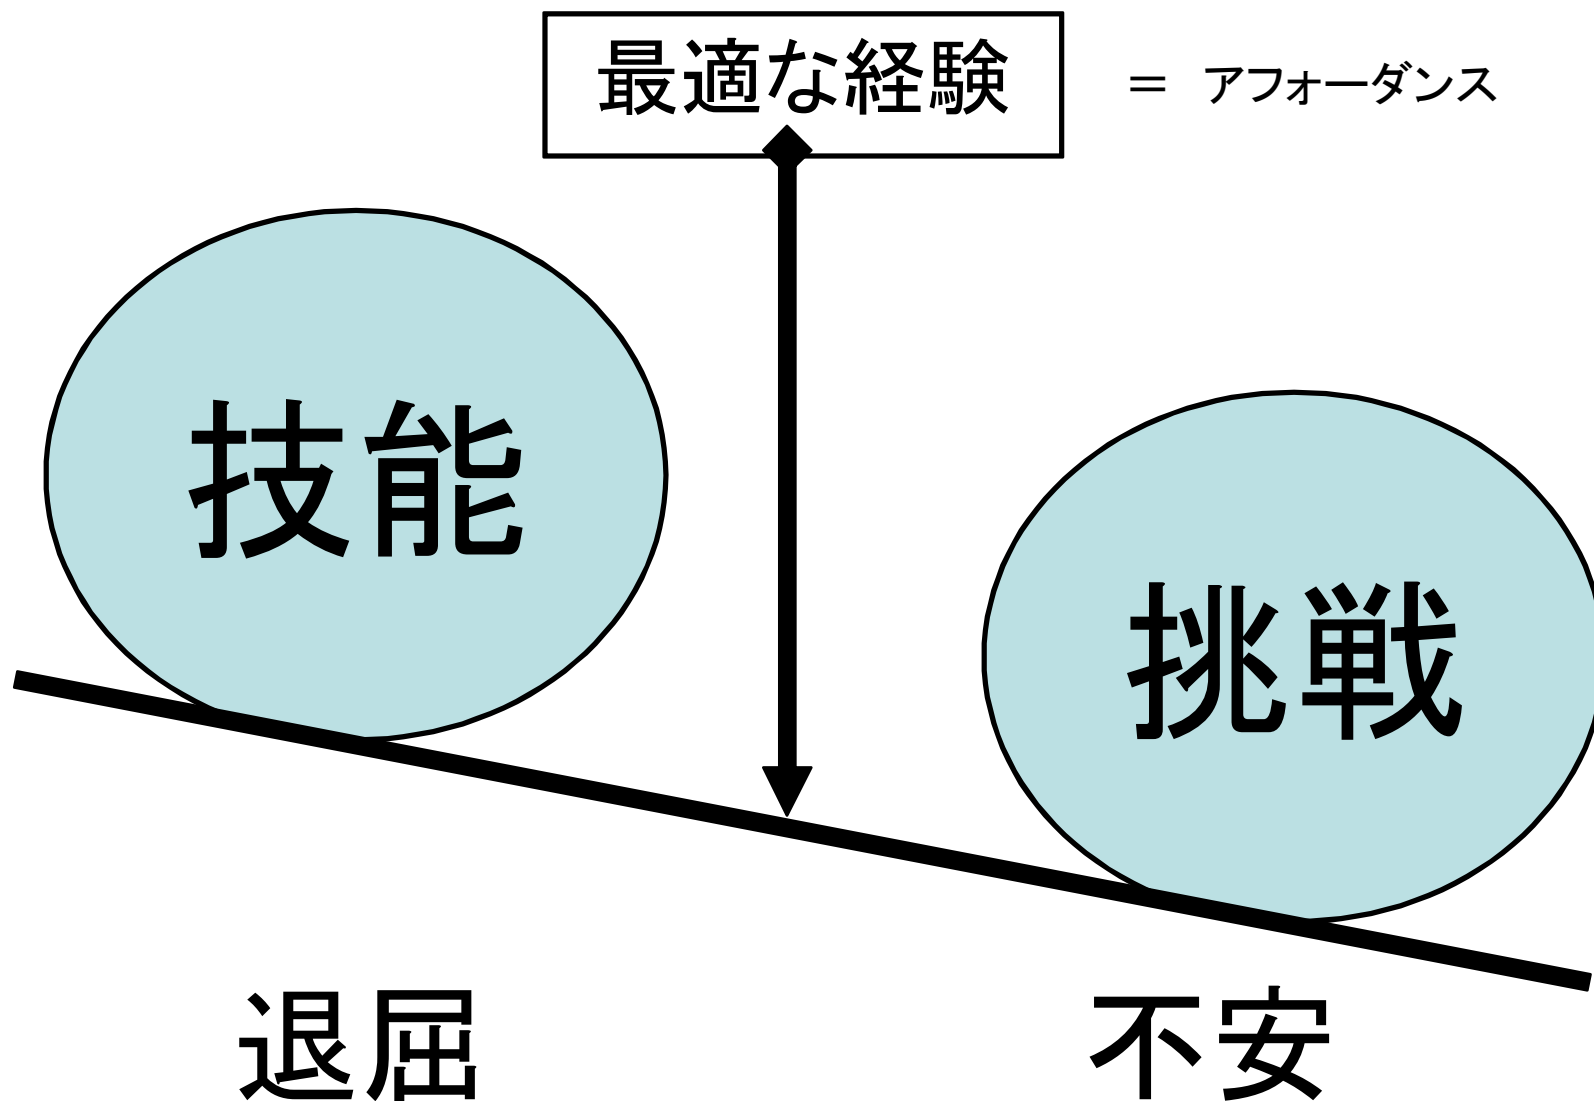 最適な経験 = アフォーダンス
技能
挑戦
退屈 不安